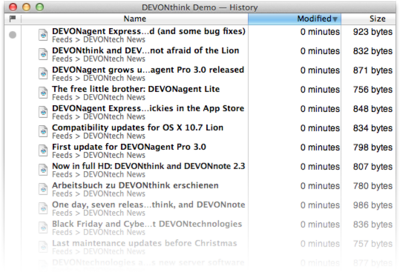 DEVONthink Demo — History
Name Modified Size
DEVONagent Express...d (and some bug fixes) 0 minutes 923 bytes
Feeds > DEVONtech News
DEVONthink and DEV...not afraid of the Lion 0 minutes 832 bytes
Feeds > DEVONtech News
DEVONagent grows u...agent Pro 3.0 released 0 minutes 871 bytes
Feeds > DEVONtech News
The free little brother: DEVONagent Lite 0 minutes 756 bytes
Feeds > DEVONtech News
DEVONagent Express...ickies in the App Store 0 minutes 848 bytes
Feeds > DEVONtech News
Compatibility updates for OS X 10.7 Lion 0 minutes 834 bytes
Feeds > DEVONtech News
First update for DEVONagent Pro 3.0 0 minutes 798 bytes
Feeds > DEVONtech News
Now in full HD: DEVONthink and DEVONnote 2.3 0 minutes 807 bytes
Feeds > DEVONtech News
Arbeitsbuch zu DEVONthink erschienen 0 minutes 780 bytes
Feeds > DEVONtech News
One day, seven releas...think, and DEVONnote 0 minutes 986 bytes
Feeds > DEVONtech News
Black Friday and Cybe...t DEVONtechnologies 0 minutes 836 bytes
Feeds > DEVONtech News
Last maintenance updates before Christmas 0 minutes 757 bytes
Feeds > DEVONtech News